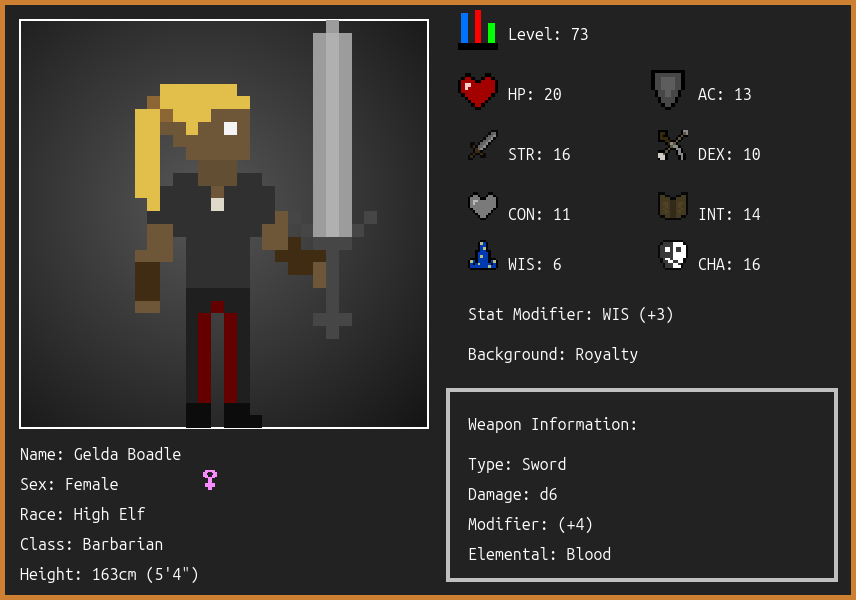 Level: 73
HP: 20
AC: 13
STR: 16
DEX: 10
CON: 11
INT: 14
WIS: 6
CHA: 16
Stat Modifier: WIS (+3)
Background: Royalty
Weapon Information:
Type: Sword
Damage: d6
Modifier: (+4)
Elemental: Blood
Name: Gelda Boadle
Sex: Female
Race: High Elf
Class: Barbarian
Height: 163cm (5'4")